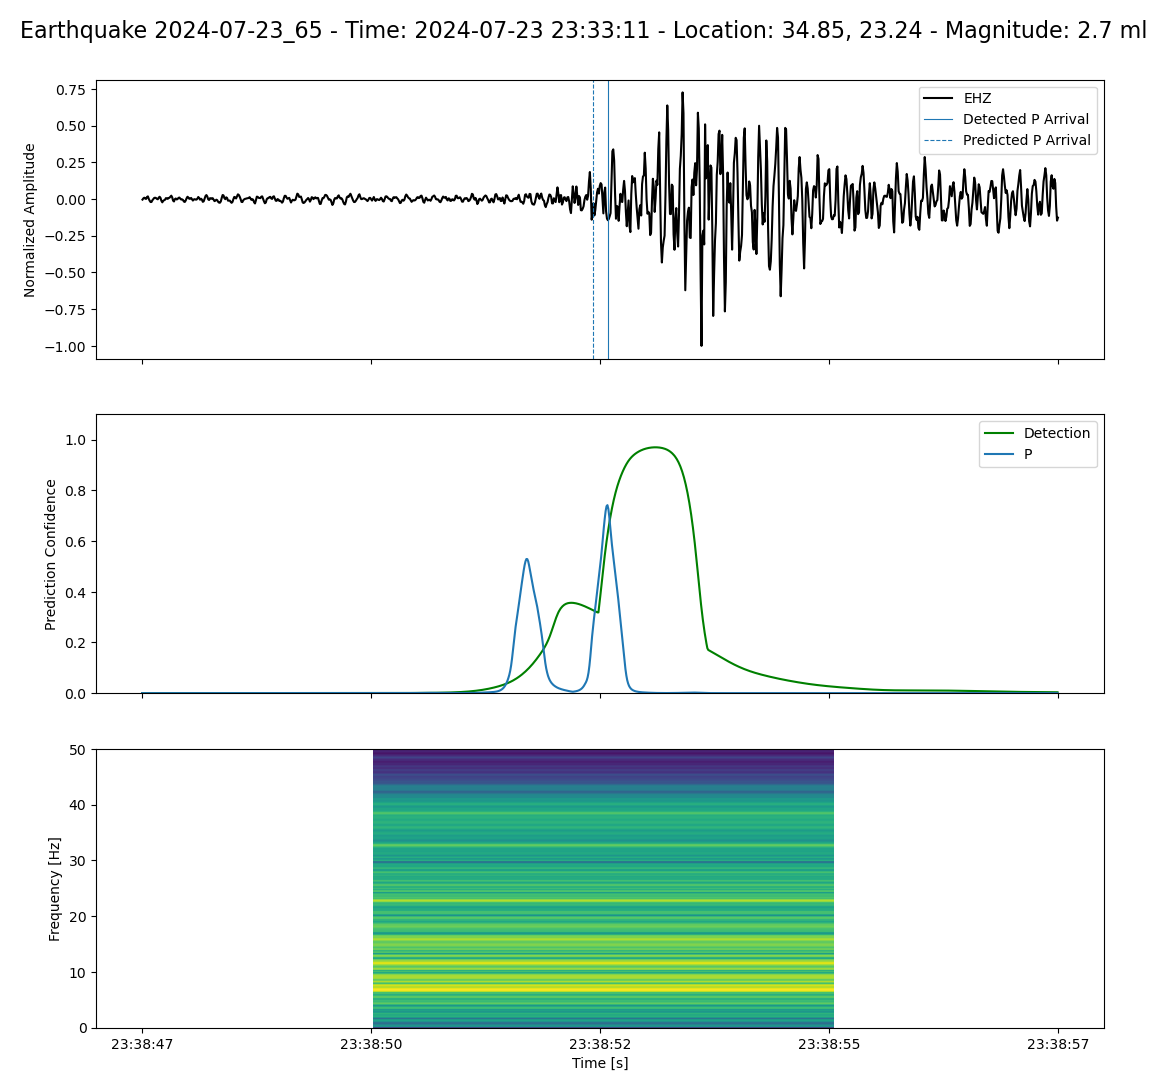 Earthquake 2024-07-23_65 - Time: 2024-07-23 23:33:11 - Location: 34.85, 23.24 - Magnitude: 2.7 ml
EHZ
Detected P Arrival
Predicted P Arrival
Normalized Amplitude
0.75
0.50
0.25
0.00
−0.25
−0.50
−0.75
−1.00
Detection
P
Prediction Confidence
1.0
0.8
0.6
0.4
0.2
0.0
Frequency [Hz]
50
40
30
20
10
0
23:38:47
23:38:50
23:38:52
23:38:55
23:38:57
Time [s]